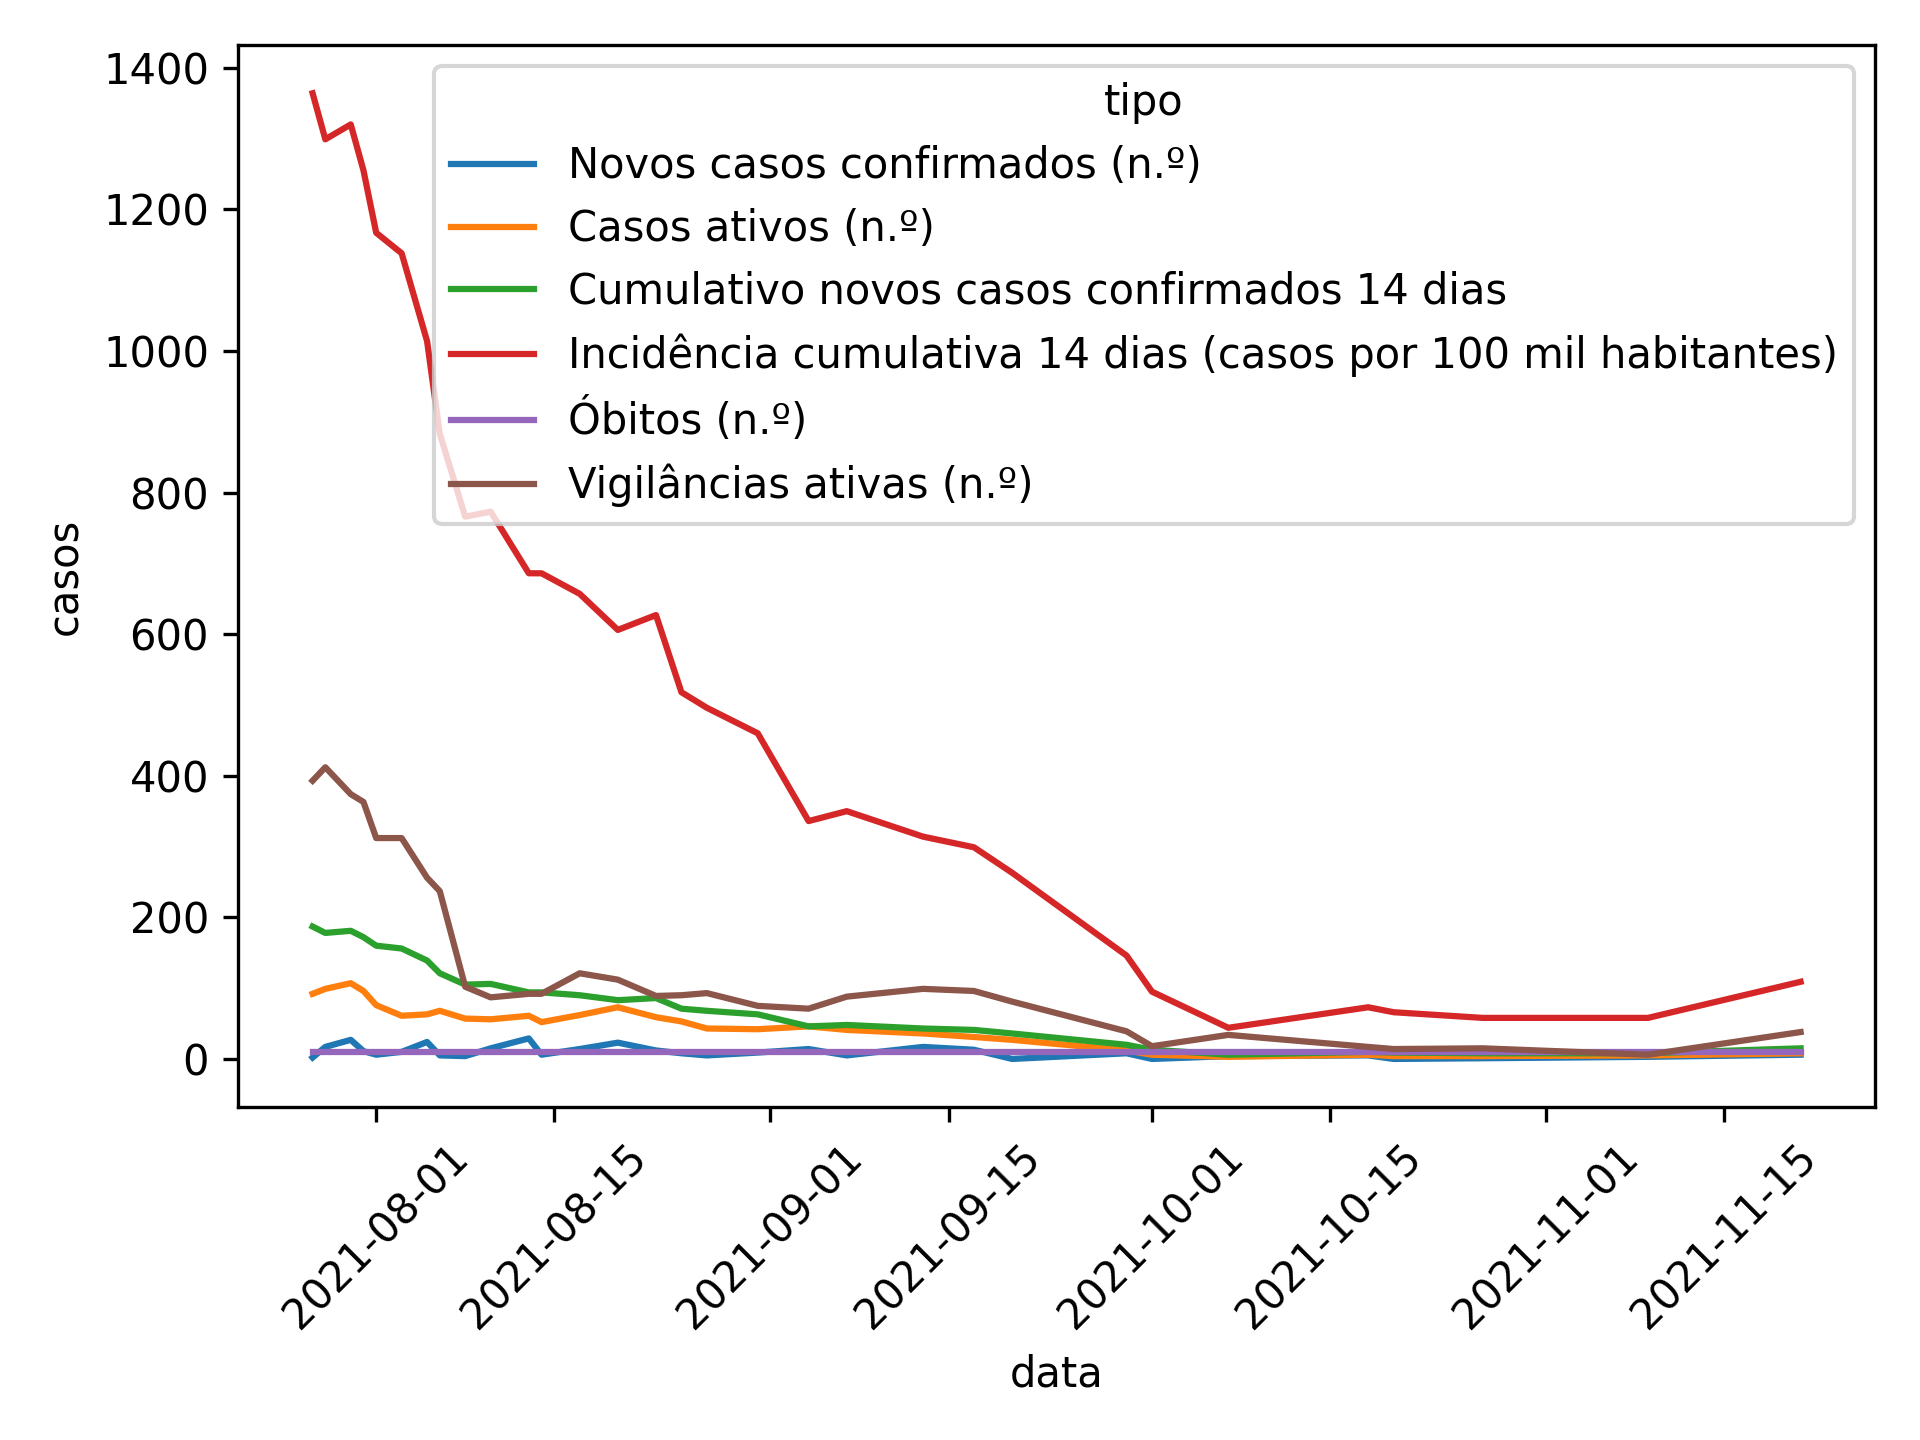 1400
1200
1000
800
600
400
200
0
casos
tipo
Novos casos confirmados (n.º)
Casos ativos (n.º)
Cumulativo novos casos confirmados 14 dias
Incidência cumulativa 14 dias (casos por 100 mil habitantes)
Óbitos (n.º)
Vigilâncias ativas (n.º)
2021-08-01
2021-08-15
2021-09-01
2021-09-15
2021-10-01
2021-10-15
2021-11-01
2021-11-15
data